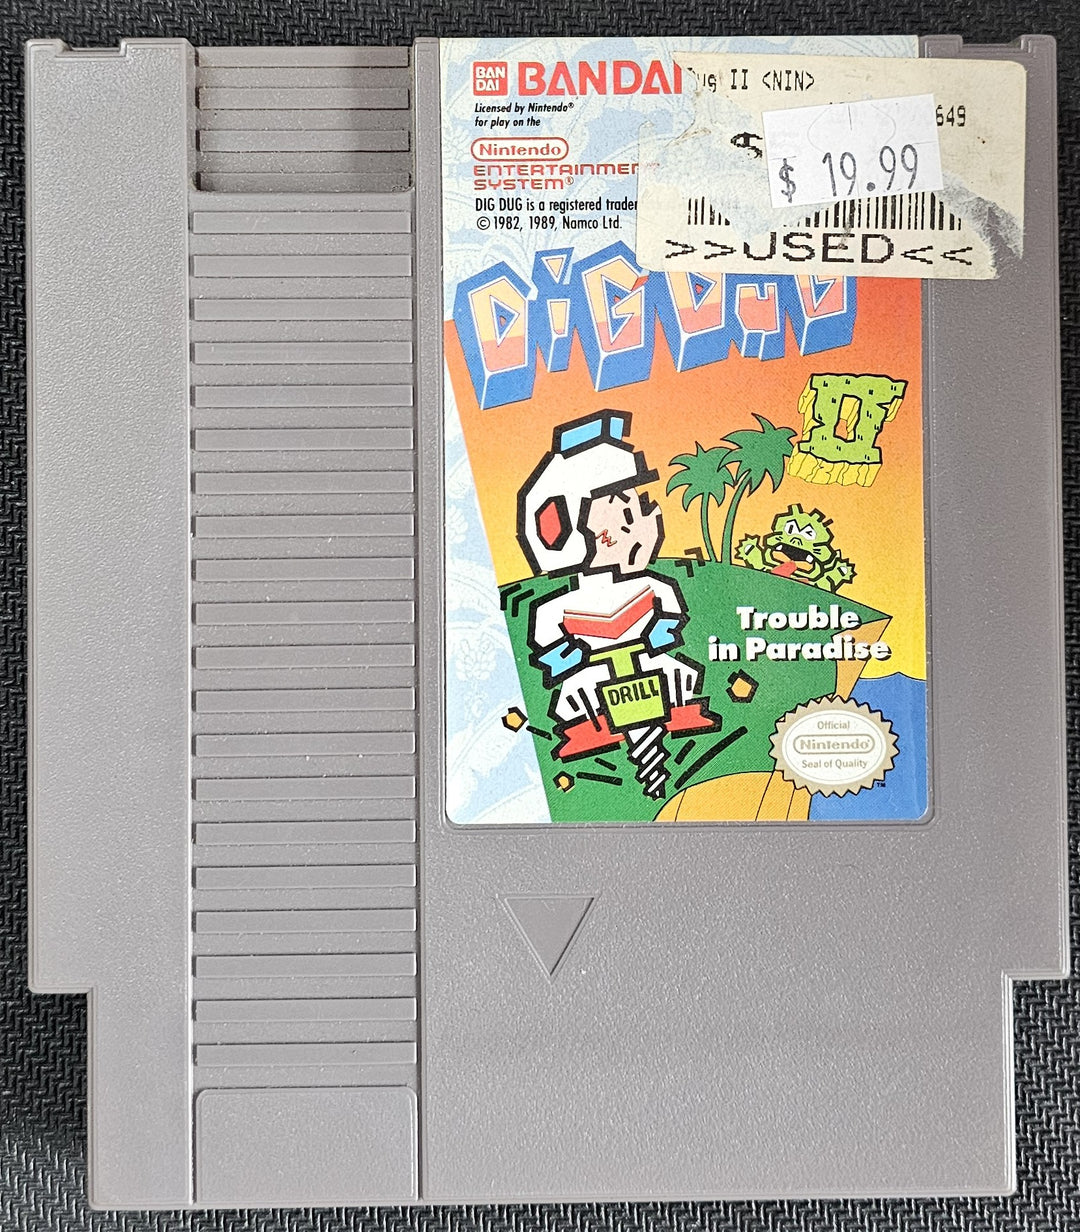 BAN
DAI
BANDAI
Licensed by Nintendo®
for play on the
Nintendo
ENTERTAINMEN
SYSTEM®
DIG DUG is a registered trade
© 1982, 1989, Namco Ltd.
II <NIN>
649
$ 19.99
>>USED<<
DiG DUG
II
Trouble
in Paradise
DRILL
Official
Nintendo
Seal of Quality
TM